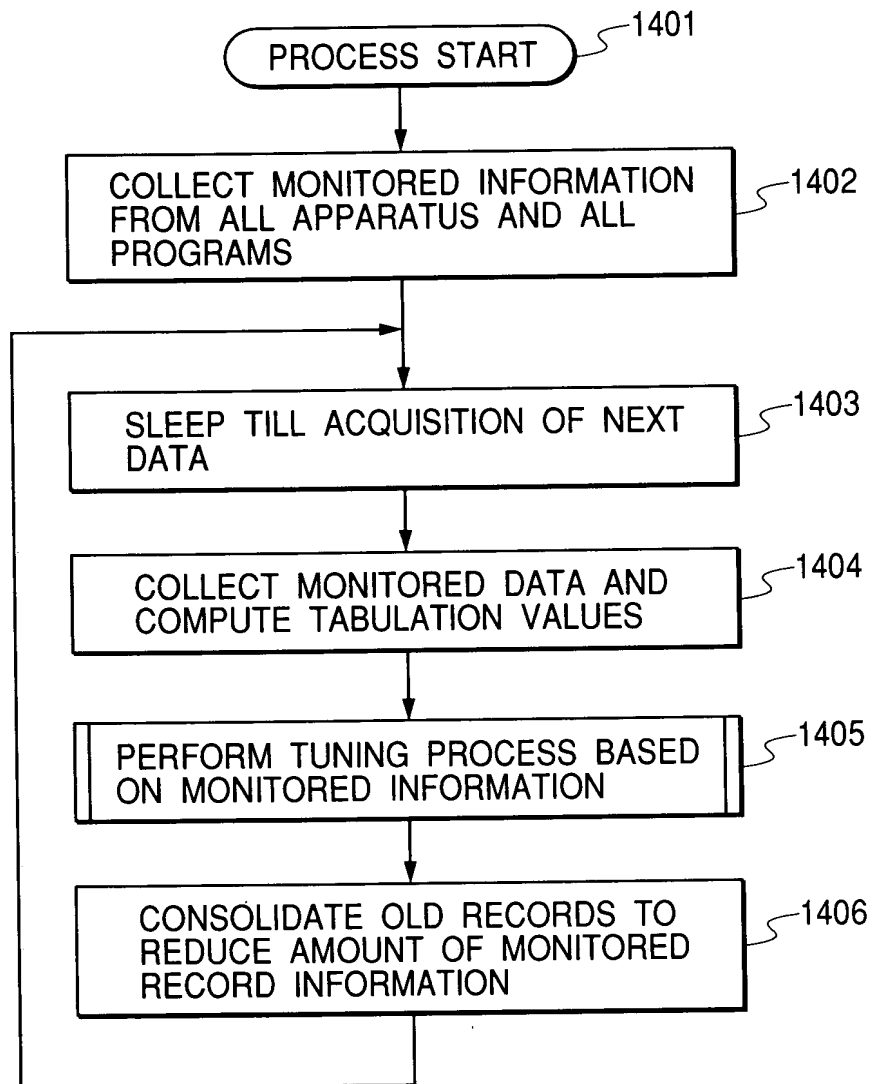 1401
PROCESS START
COLLECT MONITORED INFORMATION
FROM ALL APPARATUS AND ALL
PROGRAMS
1402
SLEEP TILL ACQUISITION OF NEXT
DATA
1403
COLLECT MONITORED DATA AND
COMPUTE TABULATION VALUES
1404
PERFORM TUNING PROCESS BASED
ON MONITORED INFORMATION
1405
CONSOLIDATE OLD RECORDS TO
REDUCE AMOUNT OF MONITORED
RECORD INFORMATION
1406